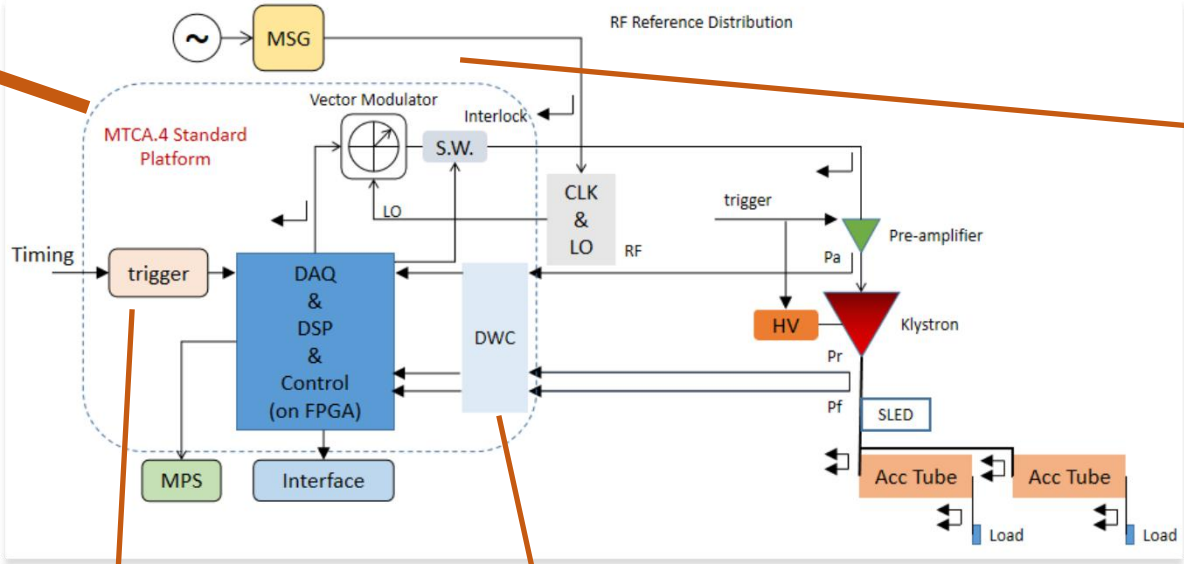 ~
MSG
RF Reference Distribution
Vector Modulator
Interlock
MTCA.4 Standard
Platform
S.W.
CLK
&
LO
LO
RF
trigger
Pre-amplifier
Pa
Timing
trigger
DAQ
&
DSP
&
Control
(on FPGA)
DWC
HV
Klystron
Pr
Pf
SLED
MPS
Interface
Acc Tube
Acc Tube
Load
Load